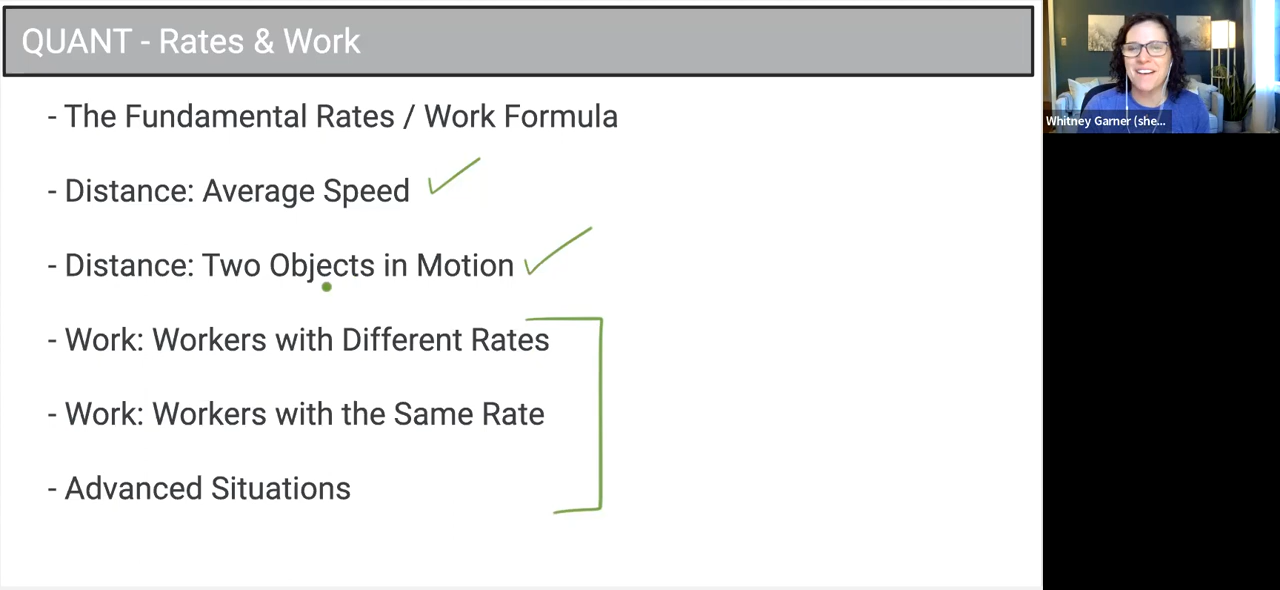 QUANT - Rates & Work
- The Fundamental Rates / Work Formula
- Distance: Average Speed
- Distance: Two Objects in Motion
- Work: Workers with Different Rates
- Work: Workers with the Same Rate
- Advanced Situations
Whitney Garner (she...